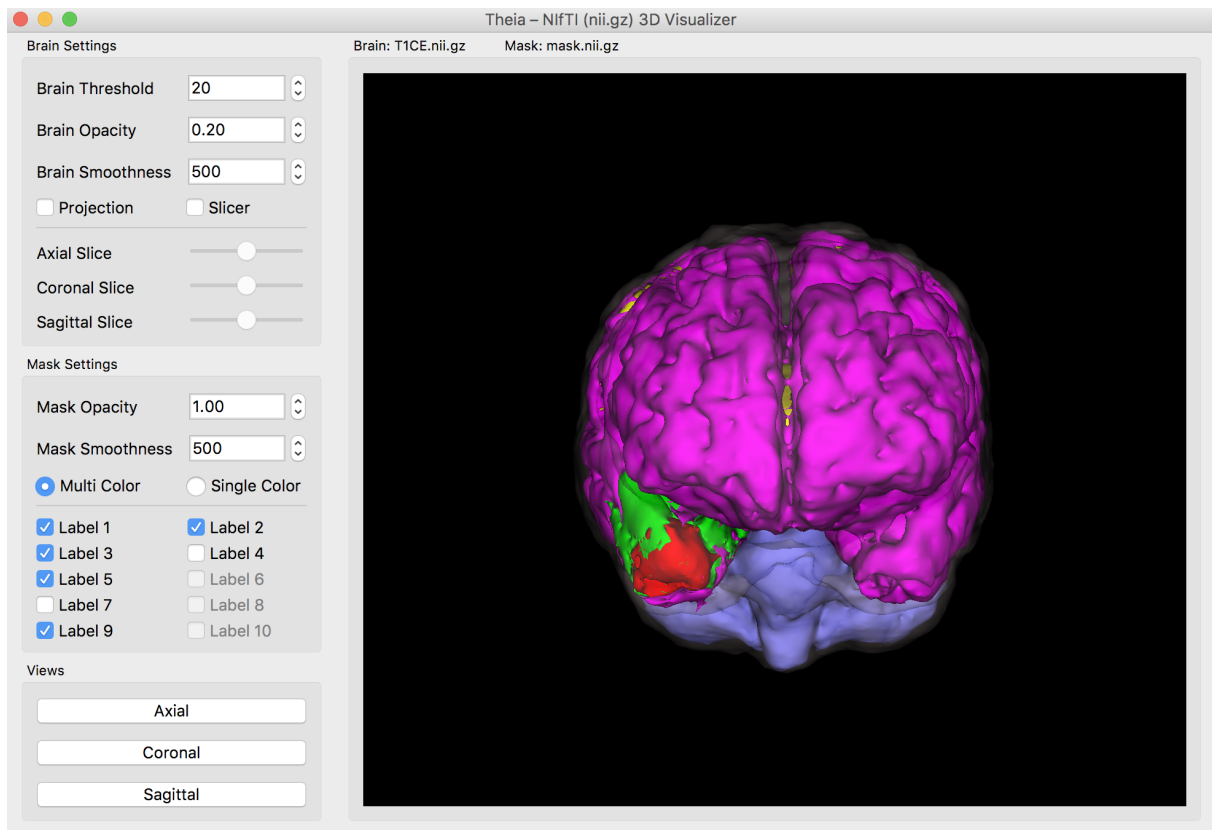 Theia – NIfTI (nii.gz) 3D Visualizer
Brain Settings
Brain: T1CE.nii.gz Mask: mask.nii.gz
Brain Threshold 20
Brain Opacity 0.20
Brain Smoothness 500
Projection Slicer
Axial Slice
Coronal Slice
Sagittal Slice
Mask Settings
Mask Opacity 1.00
Mask Smoothness 500
Multi Color Single Color
Label 1 Label 2
Label 3 Label 4
Label 5 Label 6
Label 7 Label 8
Label 9 Label 10
Views
Axial
Coronal
Sagittal